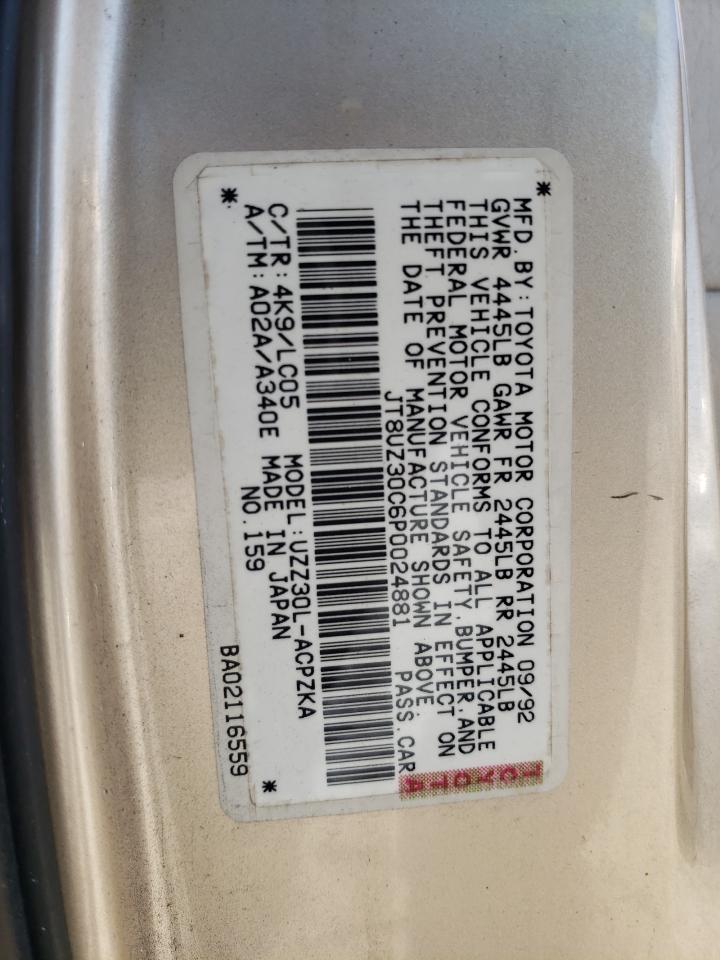 MFD. BY: TOYOTA MOTOR CORPORATION 09/92
GVWR 4445LB GAWR FR 2445LB RR 2445LB
THIS VEHICLE CONFORMS TO ALL APPLICABLE
FEDERAL MOTOR VEHICLE SAFETY, BUMPER, AND
THEFT PREVENTION STANDARDS IN EFFECT ON
THE DATE OF MANUFACTURE SHOWN ABOVE.
JT8UZ30C6P0024881 PASS. CAR
TOYOTA
C/TR: 4K9/LC05 MODEL: UZZ30L-ACPZKA
A/TM: A02A/A340E MADE IN JAPAN
NO. 159
BA02116559